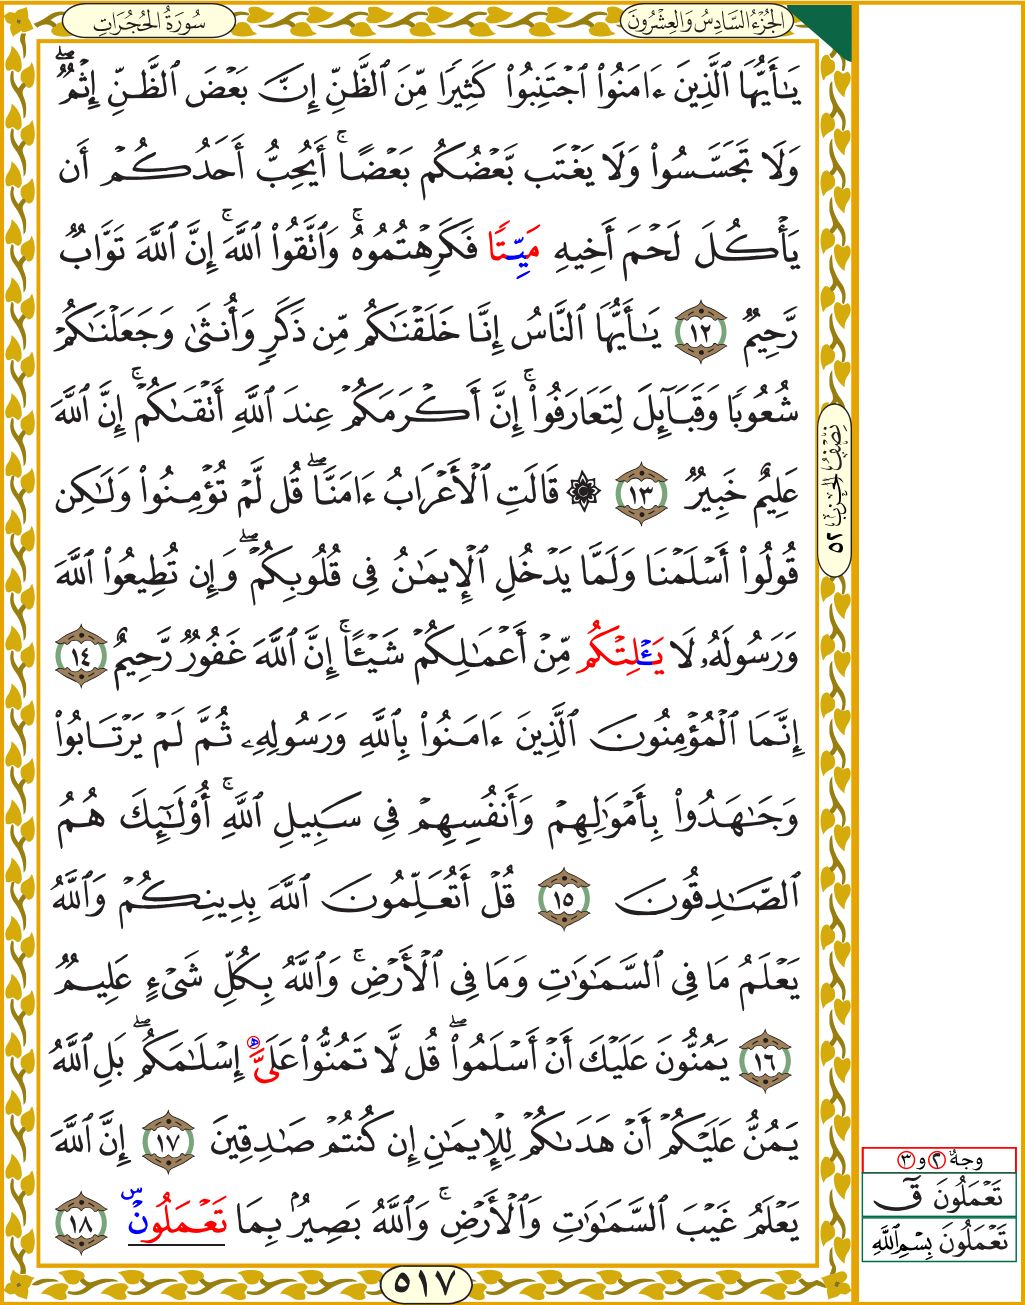 الجُزْءُ السَّادِسُ وَالعِشْرُونَ
سُورَةُ الحُجُرَاتِ
يَٰٓأَيُّهَا ٱلَّذِينَ ءَامَنُوا۟ ٱجْتَنِبُوا۟ كَثِيرًا مِّنَ ٱلظَّنِّ إِنَّ بَعْضَ ٱلظَّنِّ إِثْمٌۖ
وَلَا تَجَسَّسُوا۟ وَلَا يَغْتَب بَّعْضُكُم بَعْضًاۚ أَيُحِبُّ أَحَدُكُمْ أَن
يَأْكُلَ لَحْمَ أَخِيهِ مَيِّتًا فَكَرِهْتُمُوهُۚ وَٱتَّقُوا۟ ٱللَّهَۚ إِنَّ ٱللَّهَ تَوَّابٌ
رَّحِيمٌ ١٢ يَٰٓأَيُّهَا ٱلنَّاسُ إِنَّا خَلَقْنَٰكُم مِّن ذَكَرٍ وَأُنثَىٰ وَجَعَلْنَٰكُمْ
شُعُوبًا وَقَبَآئِلَ لِتَعَارَفُوٓا۟ۚ إِنَّ أَكْرَمَكُمْ عِندَ ٱللَّهِ أَتْقَىٰكُمْۚ إِنَّ ٱللَّهَ
عَلِيمٌ خَبِيرٌ ١٣ ۞ قَالَتِ ٱلْأَعْرَابُ ءَامَنَّاۖ قُل لَّمْ تُؤْمِنُوا۟ وَلَٰكِن
قُولُوٓا۟ أَسْلَمْنَا وَلَمَّا يَدْخُلِ ٱلْإِيمَٰنُ فِى قُلُوبِكُمْۖ وَإِن تُطِيعُوا۟ ٱللَّهَ
وَرَسُولَهُۥ لَا يَـْٔلِتْكُم مِّنْ أَعْمَٰلِكُمْ شَيْـًٔاۚ إِنَّ ٱللَّهَ غَفُورٌ رَّحِيمٌ ١٤
إِنَّمَا ٱلْمُؤْمِنُونَ ٱلَّذِينَ ءَامَنُوا۟ بِٱللَّهِ وَرَسُولِهِۦ ثُمَّ لَمْ يَرْتَابُوا۟
وَجَٰهَدُوا۟ بِأَمْوَٰلِهِمْ وَأَنفُسِهِمْ فِى سَبِيلِ ٱللَّهِۚ أُو۟لَٰٓئِكَ هُمُ
ٱلصَّٰدِقُونَ ١٥ قُلْ أَتُعَلِّمُونَ ٱللَّهَ بِدِينِكُمْ وَٱللَّهُ
يَعْلَمُ مَا فِى ٱلسَّمَٰوَٰتِ وَمَا فِى ٱلْأَرْضِۚ وَٱللَّهُ بِكُلِّ شَىْءٍ عَلِيمٌ
١٦ يَمُنُّونَ عَلَيْكَ أَنْ أَسْلَمُوا۟ۖ قُل لَّا تَمُنُّوا۟ عَلَىَّ إِسْلَٰمَكُمۖ بَلِ ٱللَّهُ
يَمُنُّ عَلَيْكُمْ أَنْ هَدَىٰكُمْ لِلْإِيمَٰنِ إِن كُنتُمْ صَٰدِقِينَ ١٧ إِنَّ ٱللَّهَ
يَعْلَمُ غَيْبَ ٱلسَّمَٰوَٰتِ وَٱلْأَرْضِۚ وَٱللَّهُ بَصِيرٌۢ بِمَا تَعْمَلُونَ ١٨
٥١٧
نِصْفُ الحِزْبِ ٥٢
وجهُ ٢ و ٣
تَعْمَلُونَ قٓ
تَعْمَلُونَ بِسْمِ ٱللَّهِ